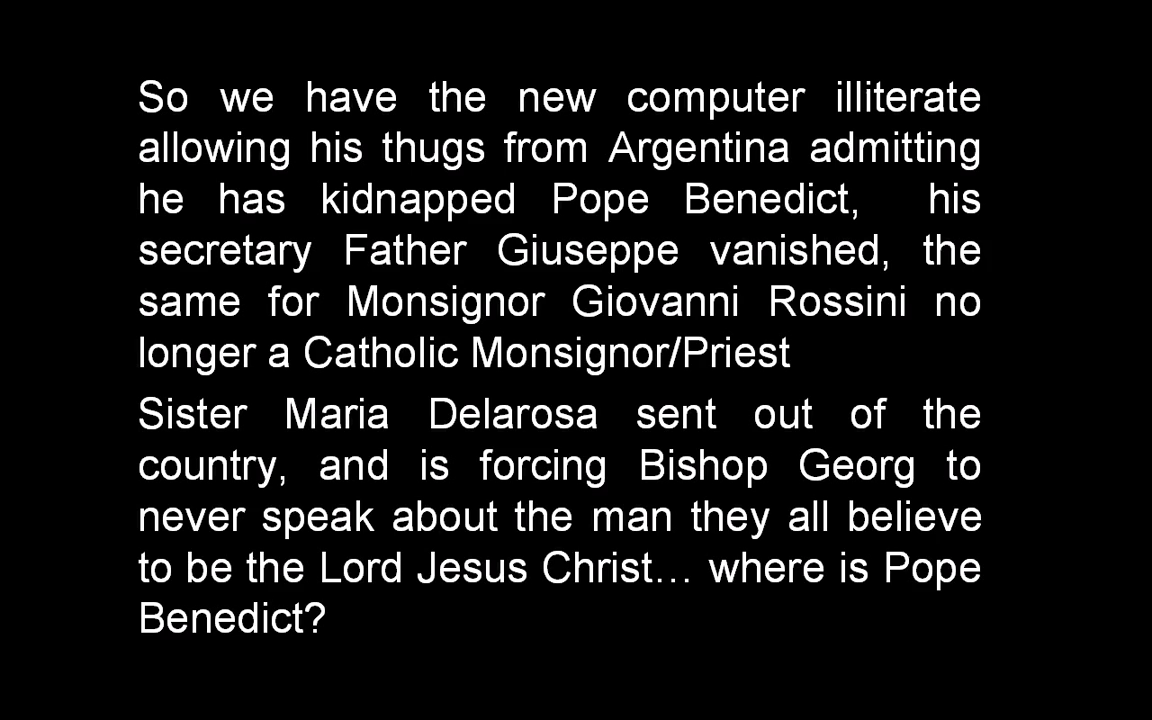 So we have the new computer illiterate
allowing his thugs from Argentina admitting
he has kidnapped Pope Benedict, his
secretary Father Giuseppe vanished, the
same for Monsignor Giovanni Rossini no
longer a Catholic Monsignor/Priest
Sister Maria Delarosa sent out of the
country, and is forcing Bishop Georg to
never speak about the man they all believe
to be the Lord Jesus Christ… where is Pope
Benedict?